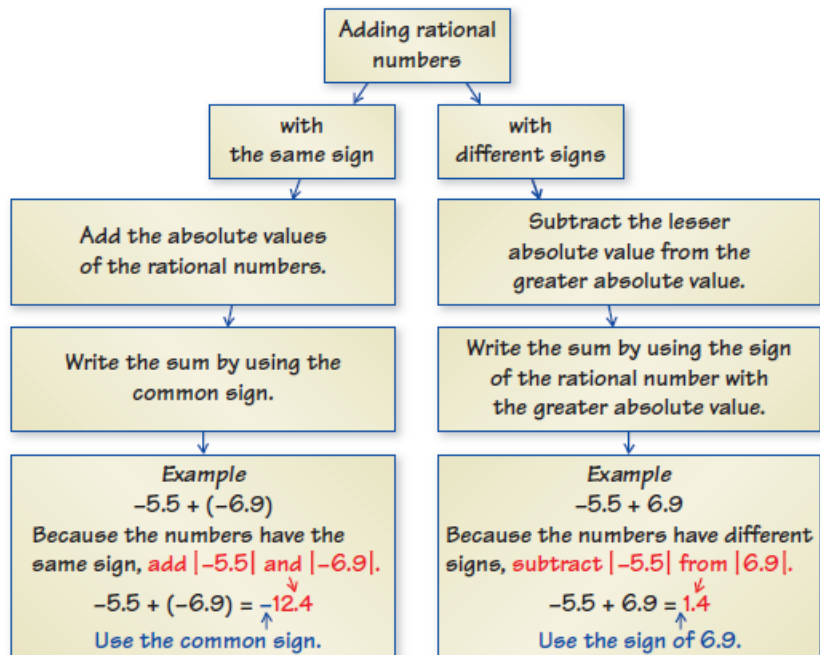 Adding rational
numbers
with
the same sign
with
different signs
Add the absolute values
of the rational numbers.
Subtract the lesser
absolute value from the
greater absolute value.
Write the sum by using the
common sign.
Write the sum by using the sign
of the rational number with
the greater absolute value.
Example
−5.5 + (−6.9)
Because the numbers have the
same sign, add |−5.5| and |−6.9|.
−5.5 + (−6.9) = −12.4
Use the common sign.
Example
−5.5 + 6.9
Because the numbers have different
signs, subtract |−5.5| from |6.9|.
−5.5 + 6.9 = 1.4
Use the sign of 6.9.